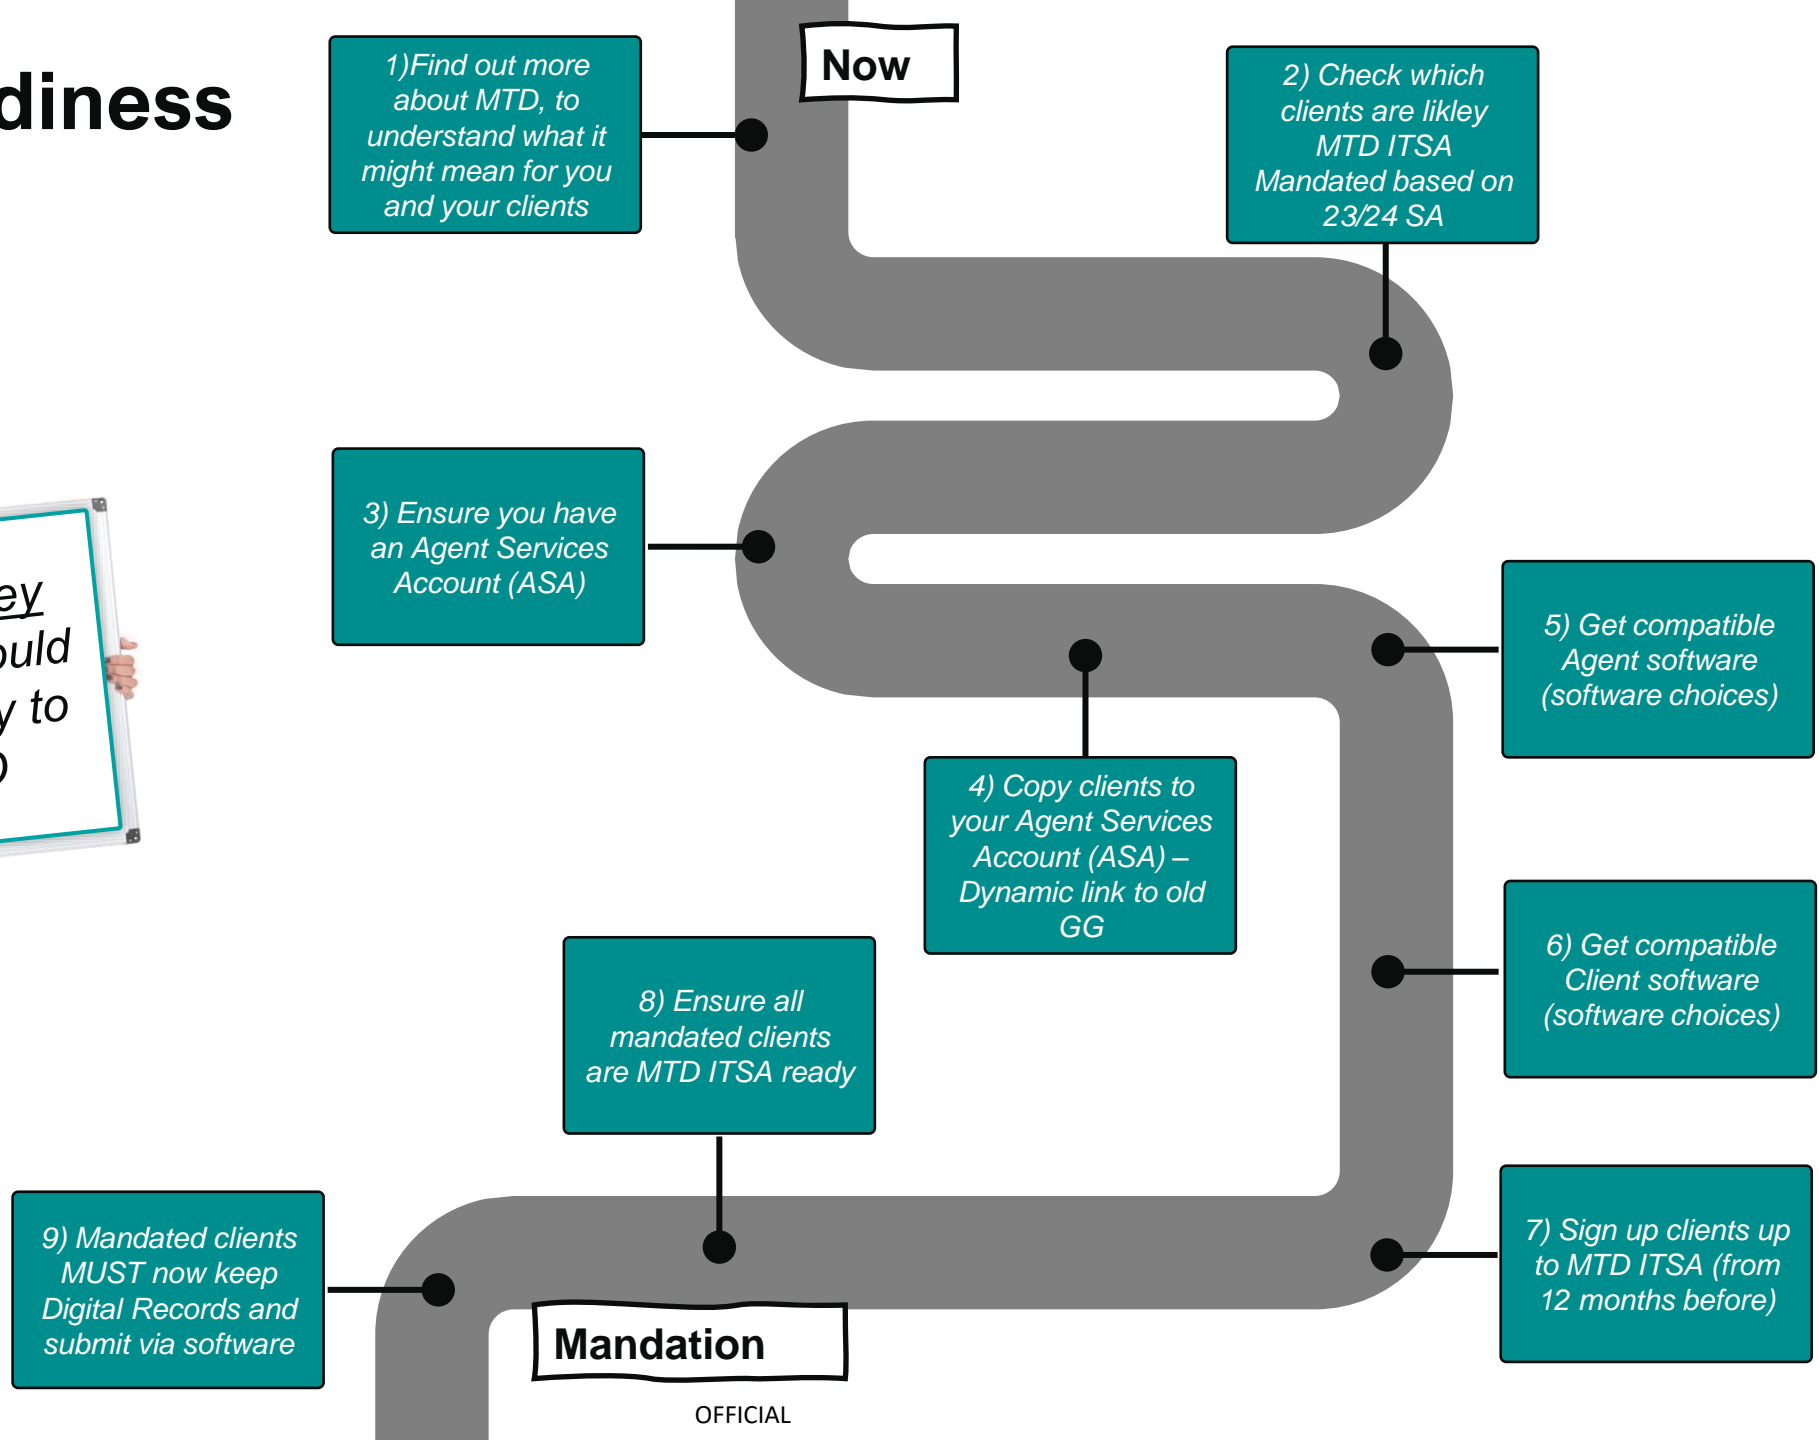 diness
Now
1)Find out more
about MTD, to
understand what it
might mean for you
and your clients
2) Check which
clients are likley
MTD ITSA
Mandated based on
23/24 SA
3) Ensure you have
an Agent Services
Account (ASA)
ey
ould
y to
4) Copy clients to
your Agent Services
Account (ASA) –
Dynamic link to old
GG
5) Get compatible
Agent software
(software choices)
6) Get compatible
Client software
(software choices)
7) Sign up clients up
to MTD ITSA (from
12 months before)
8) Ensure all
mandated clients
are MTD ITSA ready
9) Mandated clients
MUST now keep
Digital Records and
submit via software
Mandation
OFFICIAL